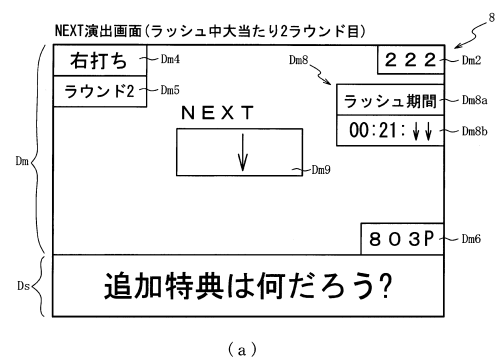 NEXT演出画面(ラッシュ中大当たり2ラウンド目)
8
右打ち
Dm4
222
Dm2
ラウンド2
Dm5
Dm8
ラッシュ期間
Dm8a
00:21:↓↓
Dm8b
NEXT
↓
Dm9
Dm
803P
Dm6
Ds
追加特典は何だろう?
(a)